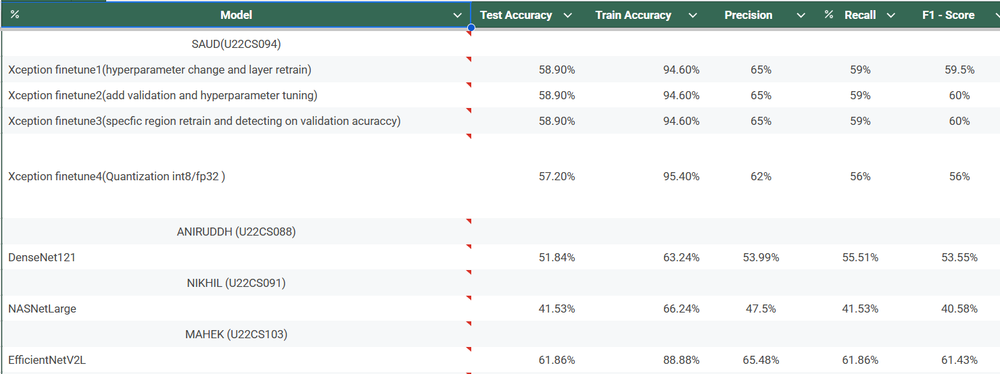 % Model Test Accuracy Train Accuracy Precision % Recall F1 - Score
SAUD(U22CS094)
Xception finetune1(hyperparameter change and layer retrain) 58.90% 94.60% 65% 59% 59.5%
Xception finetune2(add validation and hyperparameter tuning) 58.90% 94.60% 65% 59% 60%
Xception finetune3(specfic region retrain and detecting on validation acuraccy) 58.90% 94.60% 65% 59% 60%
Xception finetune4(Quantization int8/fp32 ) 57.20% 95.40% 62% 56% 56%
ANIRUDDH (U22CS088)
DenseNet121 51.84% 63.24% 53.99% 55.51% 53.55%
NIKHIL (U22CS091)
NASNetLarge 41.53% 66.24% 47.5% 41.53% 40.58%
MAHEK (U22CS103)
EfficientNetV2L 61.86% 88.88% 65.48% 61.86% 61.43%